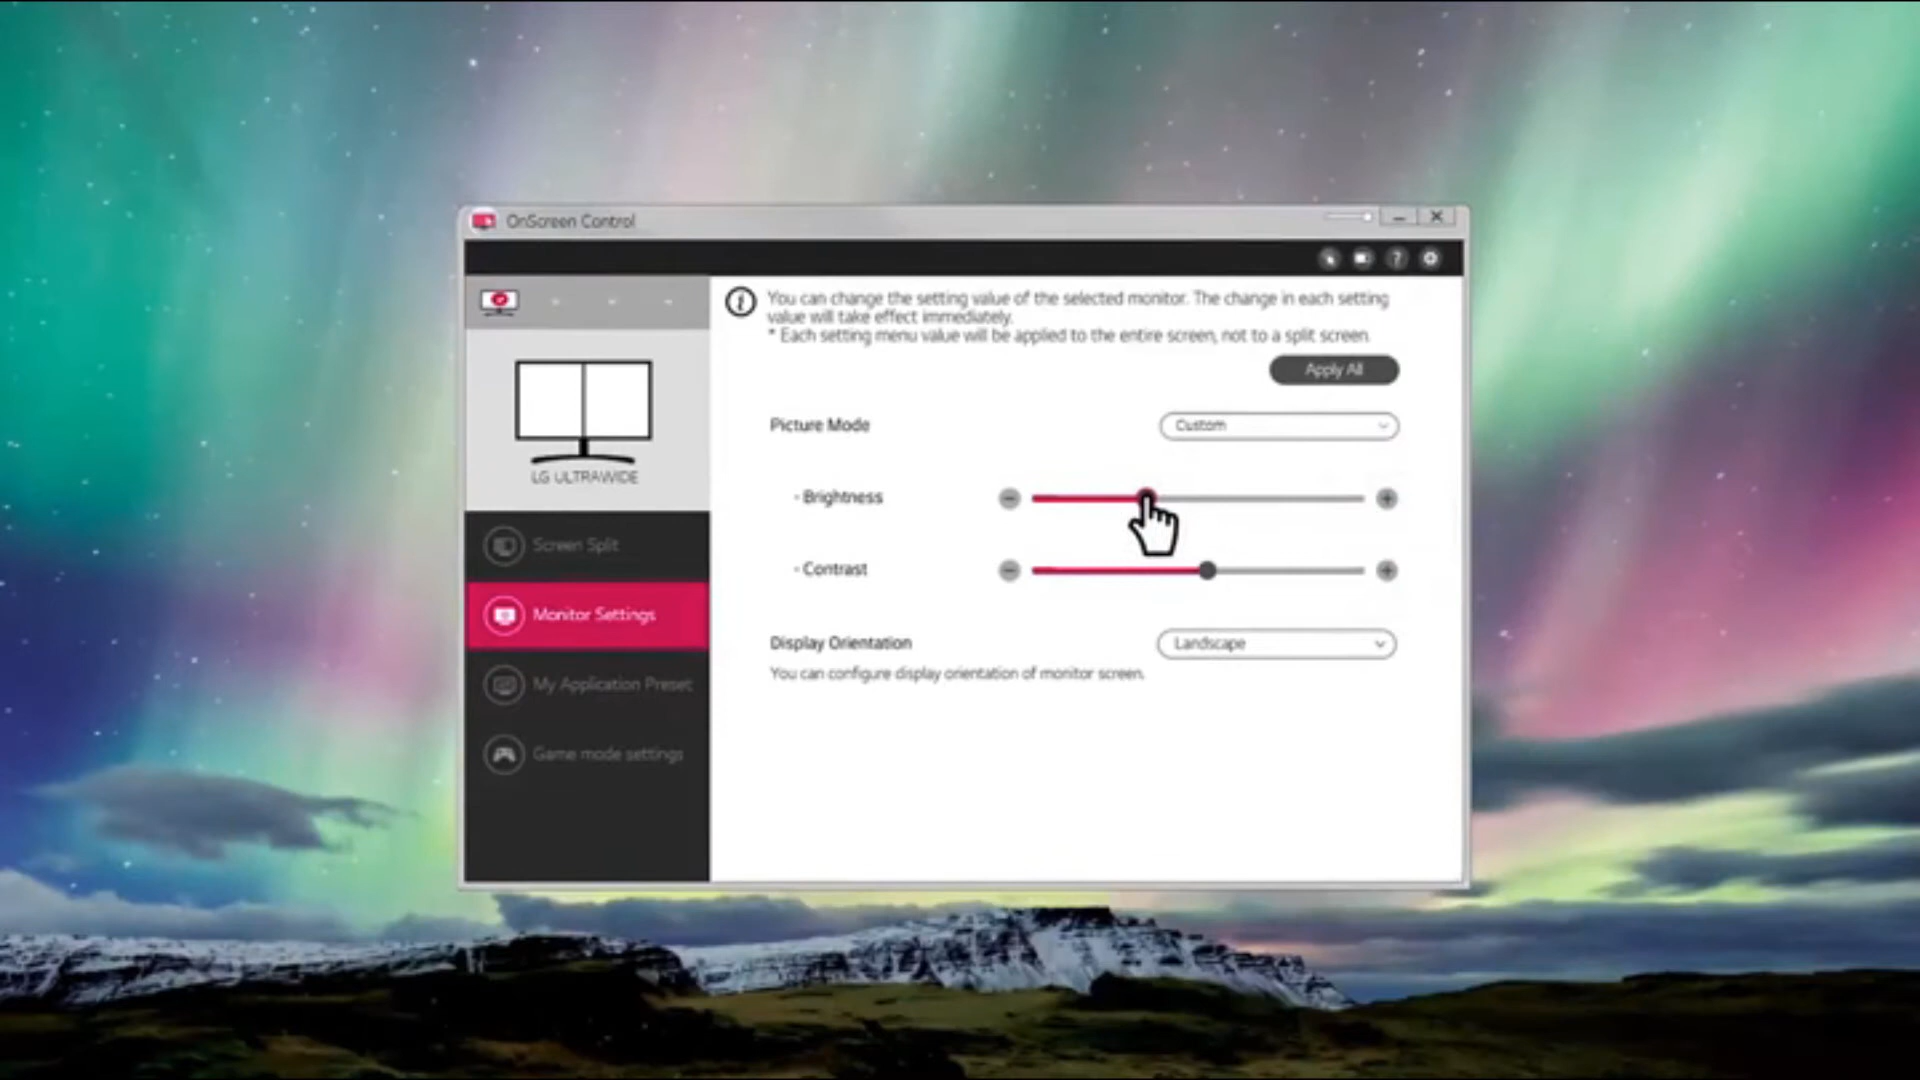 OnScreen Control
?
You can change the setting value of the selected monitor. The change in each setting
value will take effect immediately.
* Each setting menu value will be applied to the entire screen, not to a split screen.
Apply All
Picture Mode
Custom
LG ULTRAWIDE
- Brightness
Screen Split
- Contrast
Monitor Settings
Display Orientation
Landscape
You can configure display orientation of monitor screen.
My Application Preset
Game mode settings